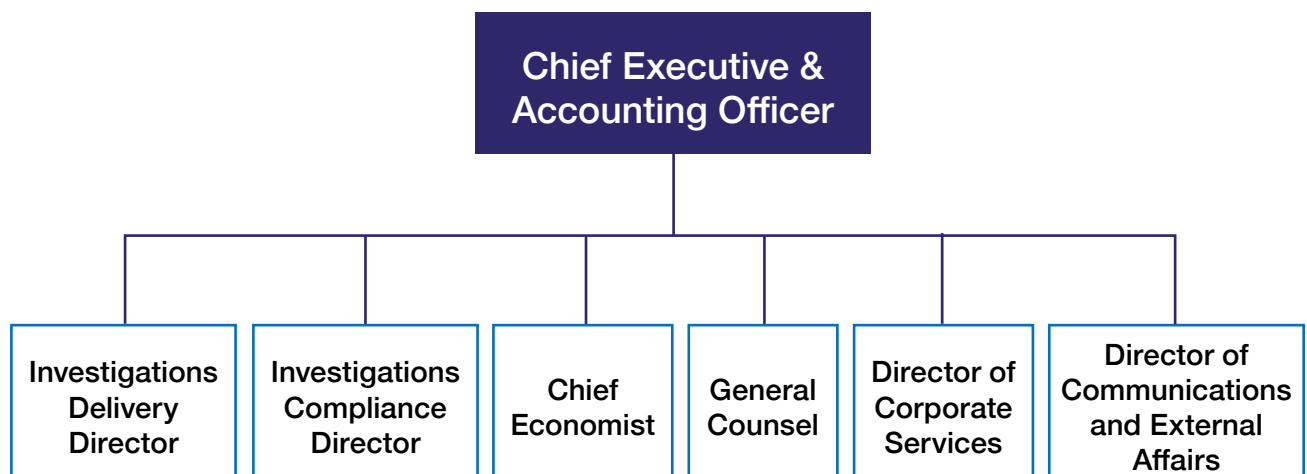 Chief Executive &
Accounting Officer
Investigations
Delivery
Director
Investigations
Compliance
Director
Chief
Economist
General
Counsel
Director of
Corporate
Services
Director of
Communications
and External
Affairs